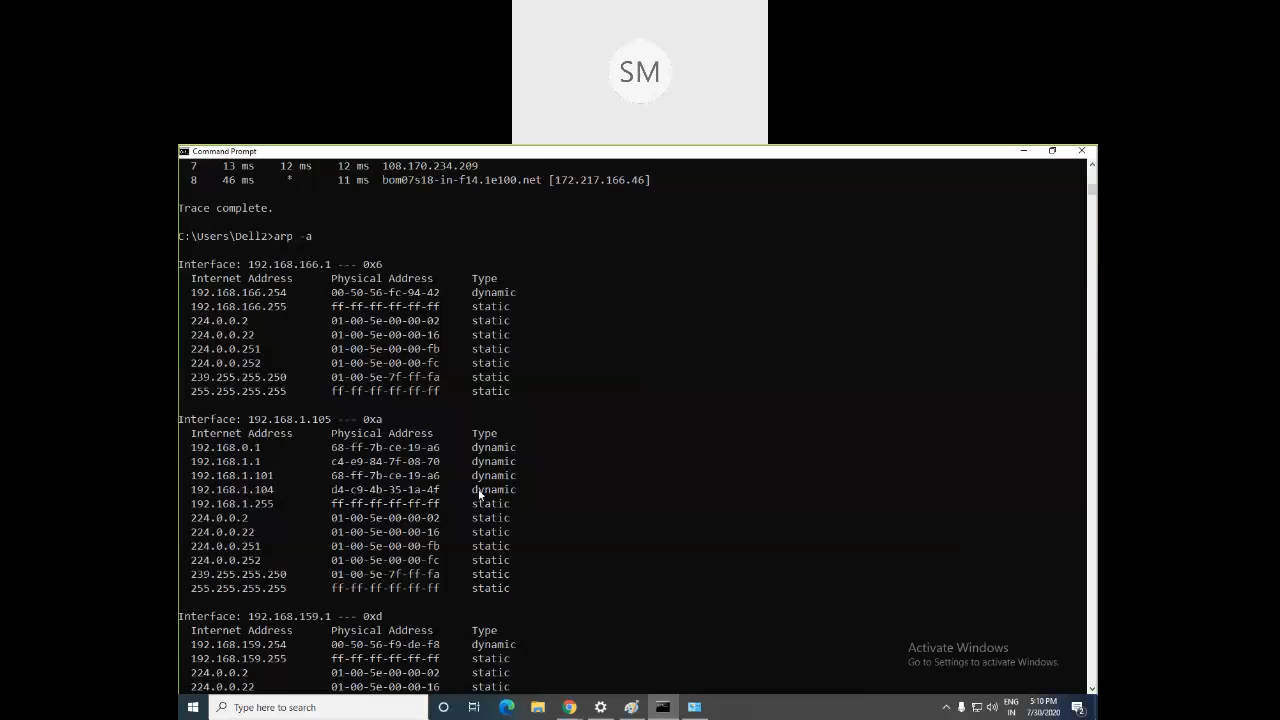 SM
Command Prompt
7 13 ms 12 ms 12 ms 108.170.234.209
8 46 ms * 11 ms bom07s18-in-f14.1e100.net [172.217.166.46]
Trace complete.
C:\Users\Dell2>arp -a
Interface: 192.168.166.1 --- 0x6
Internet Address Physical Address Type
192.168.166.254 00-50-56-fc-94-42 dynamic
192.168.166.255 ff-ff-ff-ff-ff-ff static
224.0.0.2 01-00-5e-00-00-02 static
224.0.0.22 01-00-5e-00-00-16 static
224.0.0.251 01-00-5e-00-00-fb static
224.0.0.252 01-00-5e-00-00-fc static
239.255.255.250 01-00-5e-7f-ff-fa static
255.255.255.255 ff-ff-ff-ff-ff-ff static
Interface: 192.168.1.105 --- 0xa
Internet Address Physical Address Type
192.168.0.1 68-ff-7b-ce-19-a6 dynamic
192.168.1.1 c4-e9-84-7f-08-70 dynamic
192.168.1.101 68-ff-7b-ce-19-a6 dynamic
192.168.1.104 d4-c9-4b-35-1a-4f dynamic
192.168.1.255 ff-ff-ff-ff-ff-ff static
224.0.0.2 01-00-5e-00-00-02 static
224.0.0.22 01-00-5e-00-00-16 static
224.0.0.251 01-00-5e-00-00-fb static
224.0.0.252 01-00-5e-00-00-fc static
239.255.255.250 01-00-5e-7f-ff-fa static
255.255.255.255 ff-ff-ff-ff-ff-ff static
Interface: 192.168.159.1 --- 0xd
Internet Address Physical Address Type
192.168.159.254 00-50-56-f9-de-f8 dynamic
192.168.159.255 ff-ff-ff-ff-ff-ff static
224.0.0.2 01-00-5e-00-00-02 static
224.0.0.22 01-00-5e-00-00-16 static
Activate Windows
Go to Settings to activate Windows.
Type here to search
ENG 5:10 PM
IN 7/30/2020 2